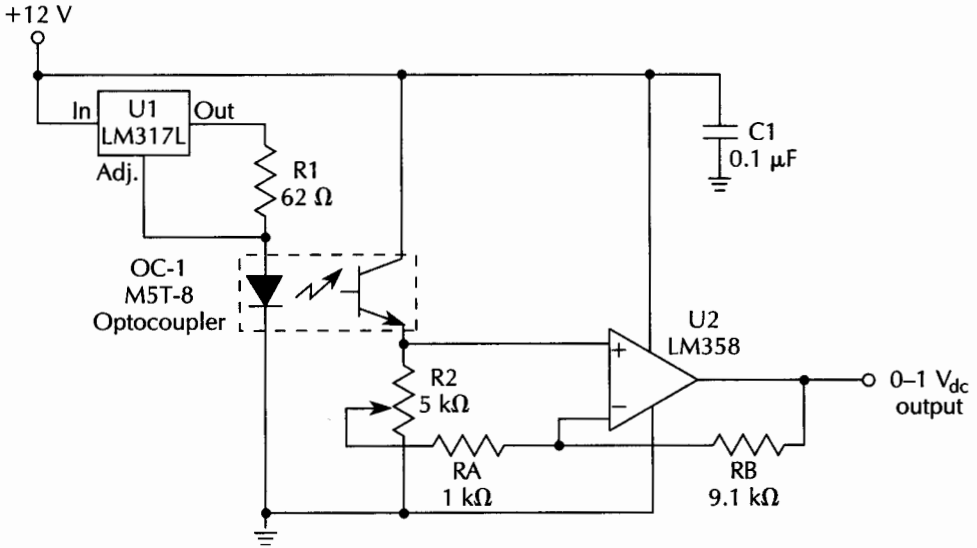 +12 V
In
U1
LM317L
Out
Adj.
R1
62 Ω
C1
0.1 μF
OC-1
M5T-8
Optocoupler
R2
5 kΩ
+
−
U2
LM358
0–1 Vdc
output
RA
1 kΩ
RB
9.1 kΩ